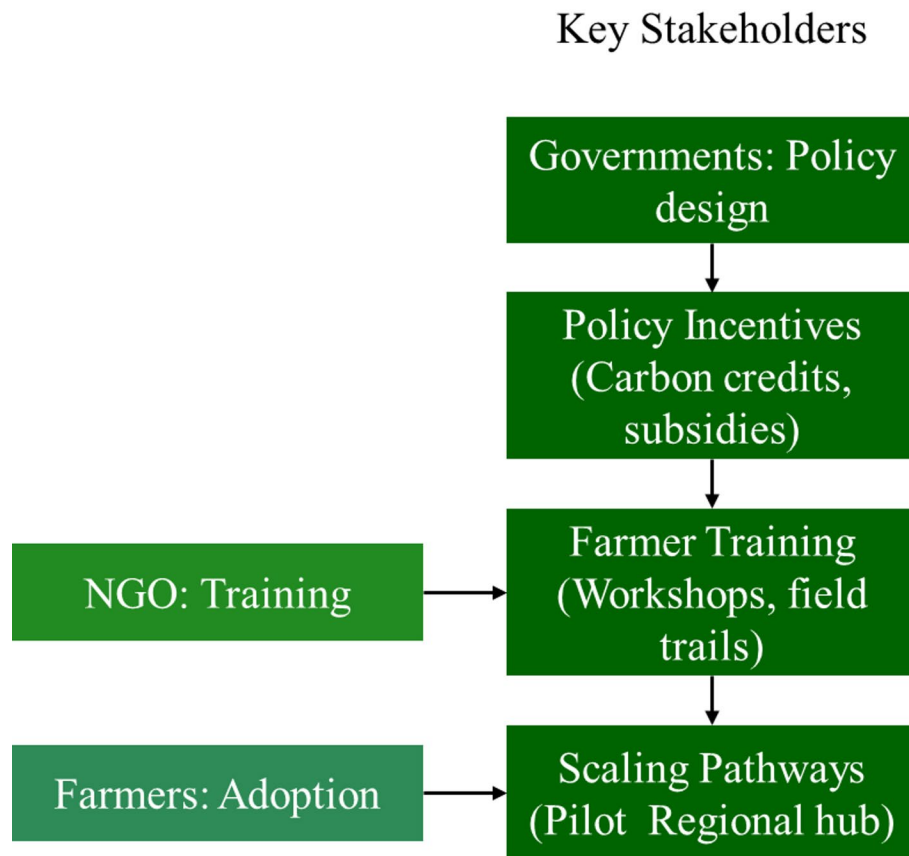 Key Stakeholders
Governments: Policy
design
Policy Incentives
(Carbon credits,
subsidies)
Farmer Training
(Workshops, field
trails)
NGO: Training
Scaling Pathways
(Pilot  Regional hub)
Farmers: Adoption